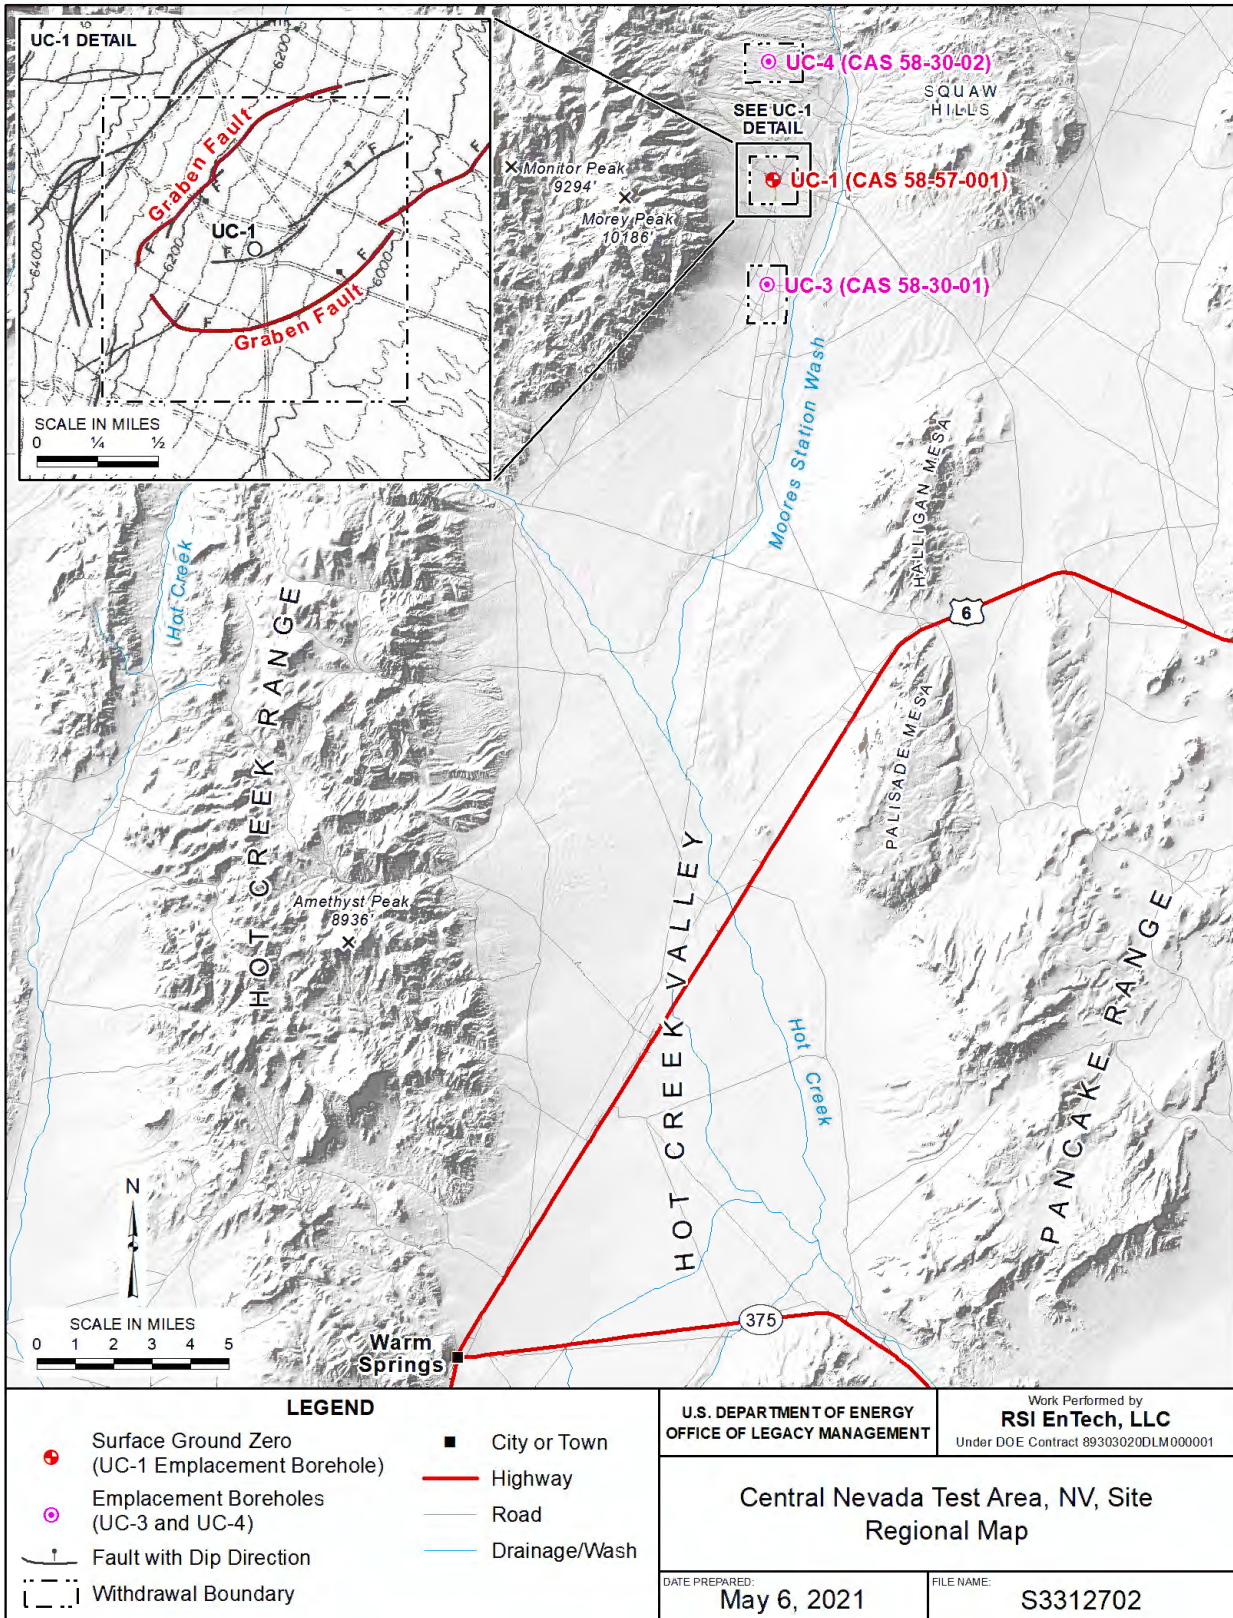 UC-1 DETAIL
6200
6400
6200
6000
Graben Fault
Graben Fault
UC-1
F
F
F
F
F
F
F
F
SCALE IN MILES
0 ¼ ½
UC-4 (CAS 58-30-02)
SQUAW
HILLS
SEE UC-1
DETAIL
UC-1 (CAS 58-57-001)
Monitor Peak
9294'
Morey Peak
10186'
UC-3 (CAS 58-30-01)
Moores Station Wash
HALLIGAN MESA
Hot Creek
6
HOT CREEK RANGE
PALISADE MESA
Amethyst Peak
8936'
HOT CREEK VALLEY
PANCAKE RANGE
Hot Creek
N
SCALE IN MILES
0 1 2 3 4 5
375
Warm
Springs
LEGEND
Surface Ground Zero
(UC-1 Emplacement Borehole)
Emplacement Boreholes
(UC-3 and UC-4)
Fault with Dip Direction
Withdrawal Boundary
City or Town
Highway
Road
Drainage/Wash
U.S. DEPARTMENT OF ENERGY
OFFICE OF LEGACY MANAGEMENT
Work Performed by
RSI EnTech, LLC
Under DOE Contract 89303020DLM000001
Central Nevada Test Area, NV, Site
Regional Map
DATE PREPARED:
May 6, 2021
FILE NAME:
S3312702